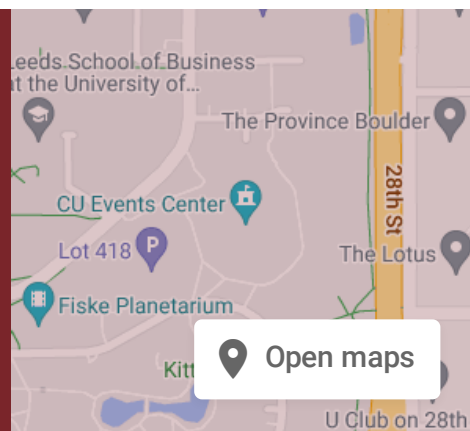 Leeds School of Business
at the University of...
The Province Boulder
28th St
CU Events Center
The Lotus
Lot 418
P
Fiske Planetarium
Open maps
Kitt
U Club on 28th